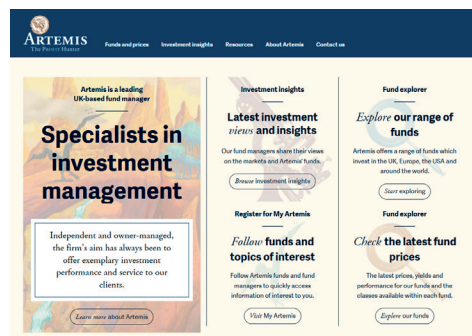 ARTEMIS
The PROFIT Hunter
Funds and prices
Investment insights
Resources
About Artemis
Contact us
Artemis is a leading
UK-based fund manager
Specialists in
investment
management
Independent and owner-managed,
the firm's aim has always been to
offer exemplary investment
performance and service to our
clients.
Learn more about Artemis
Investment insights
Latest investment
views and insights
Our fund managers share their views
on the markets and Artemis' funds.
Browse investment insights
Fund explorer
Explore our range of
funds
Artemis offers a range of funds which
invest in the UK, Europe, the USA and
around the world.
Start exploring
Register for My Artemis
Follow funds and
topics of interest
Follow Artemis funds and fund
managers to quickly access
information of interest to you.
Visit My Artemis
Fund explorer
Check the latest fund
prices
The latest prices, yields and
performance for our funds and the
classes available within each fund.
Explore our funds